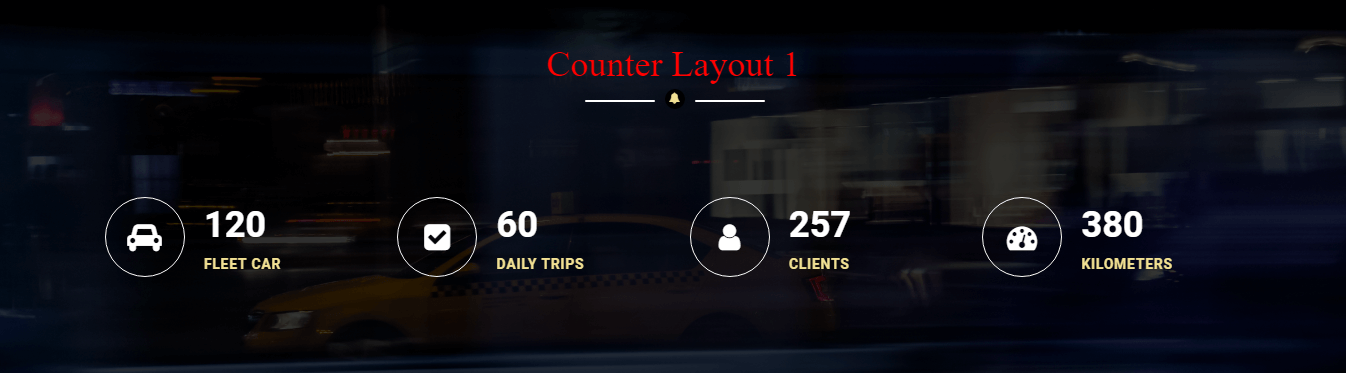 Counter Layout 1
120
FLEET CAR
60
DAILY TRIPS
257
CLIENTS
380
KILOMETERS